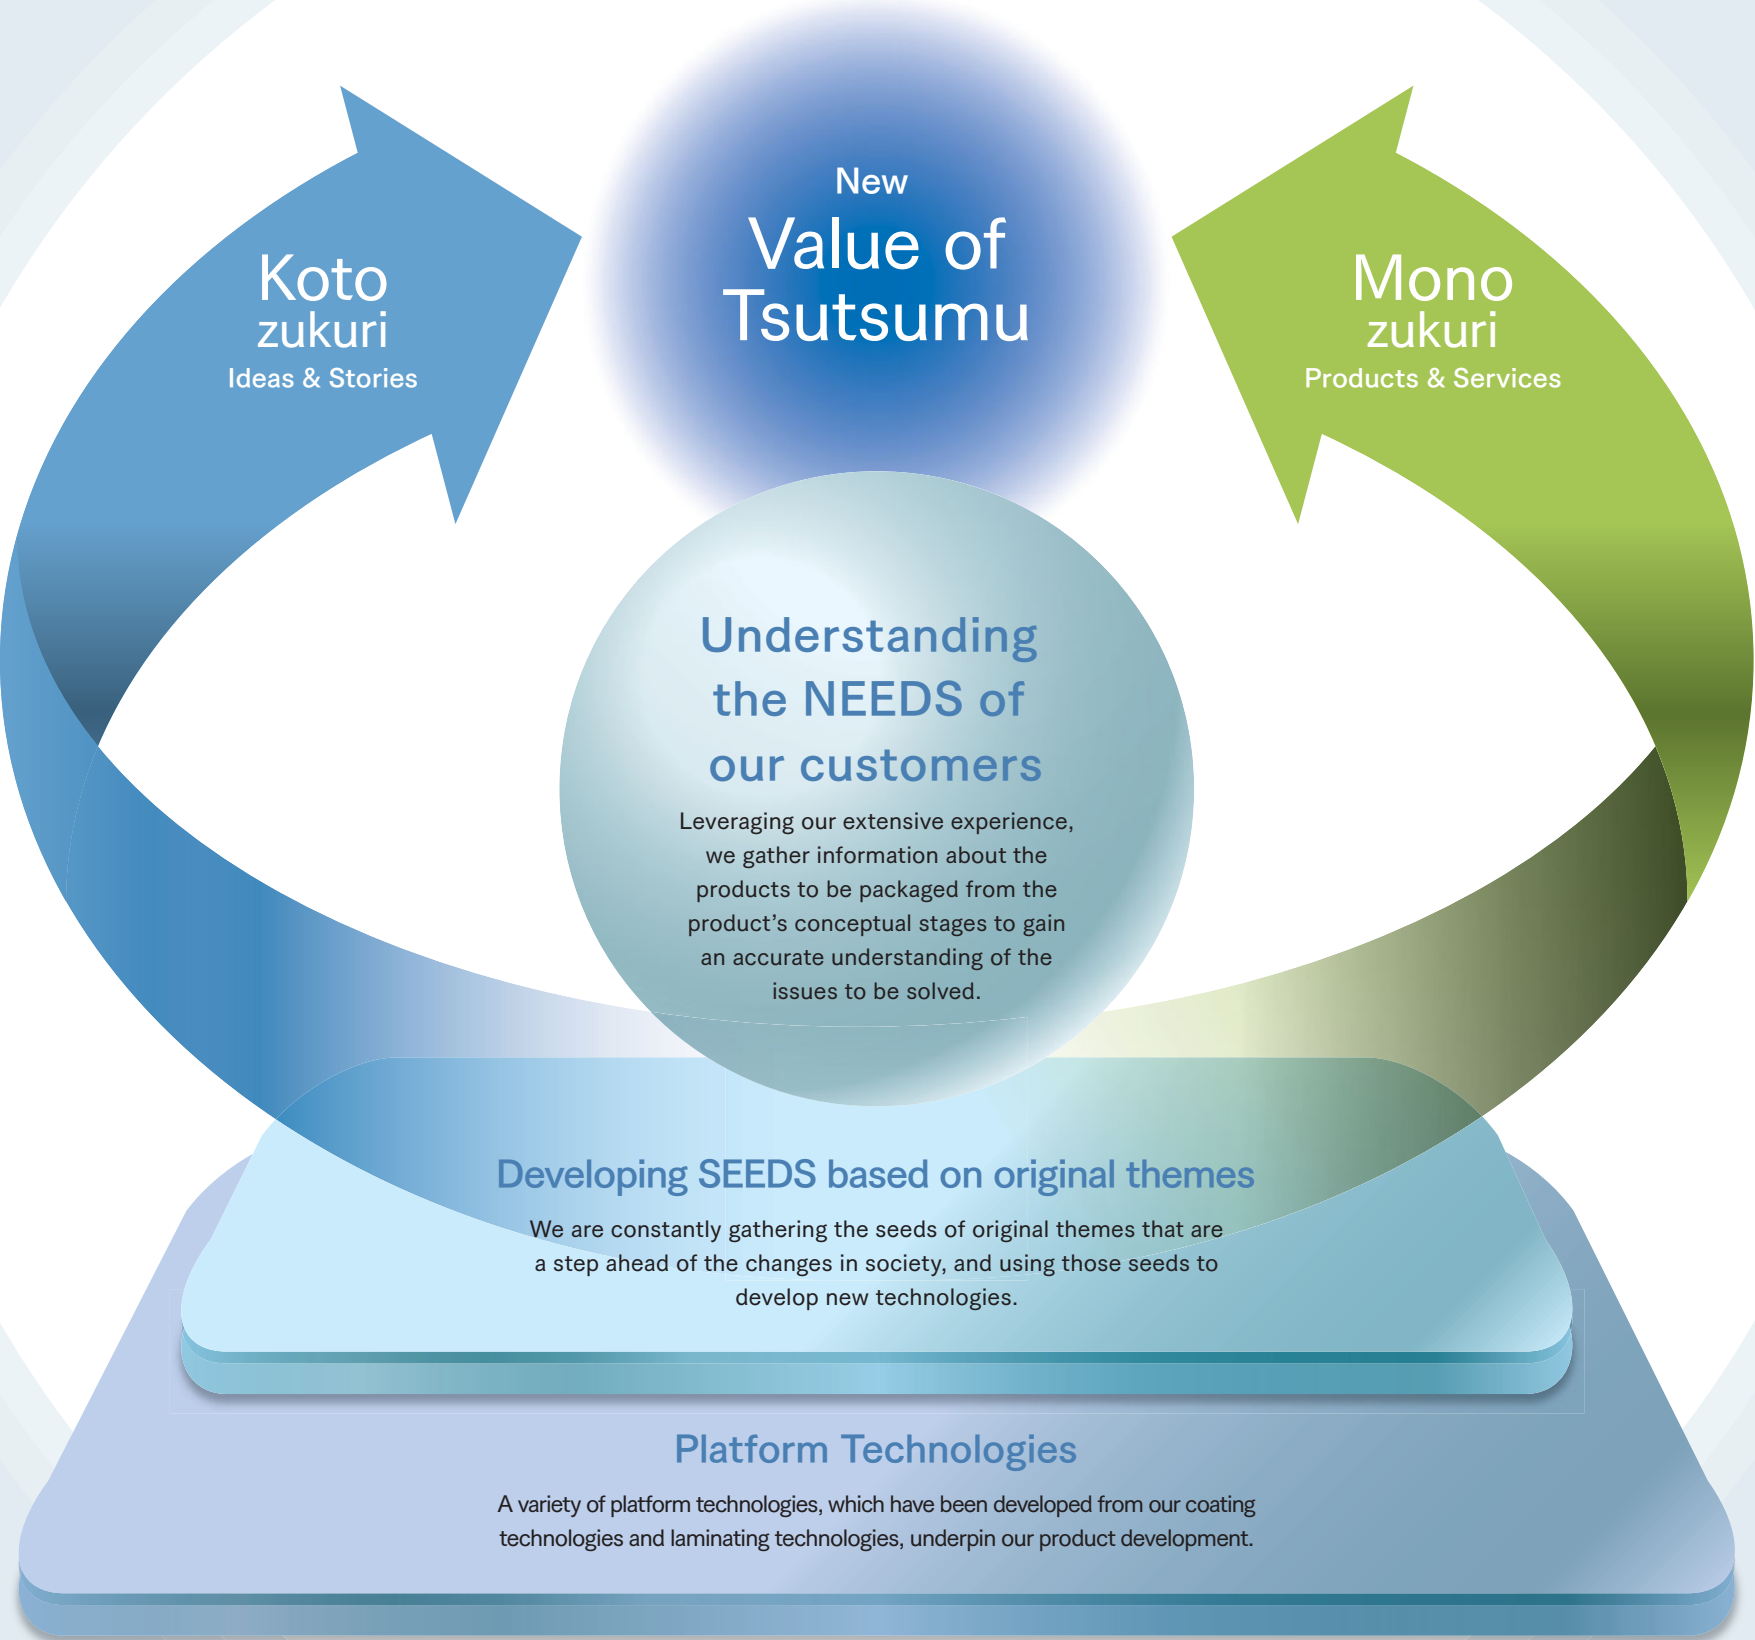 New
Value of
Tsutsumu
Koto
zukuri
Ideas & Stories
Mono
zukuri
Products & Services
Understanding
the NEEDS of
our customers
Leveraging our extensive experience,
we gather information about the
products to be packaged from the
product’s conceptual stages to gain
an accurate understanding of the
issues to be solved.
Developing SEEDS based on original themes
We are constantly gathering the seeds of original themes that are
a step ahead of the changes in society, and using those seeds to
develop new technologies.
Platform Technologies
A variety of platform technologies, which have been developed from our coating
technologies and laminating technologies, underpin our product development.